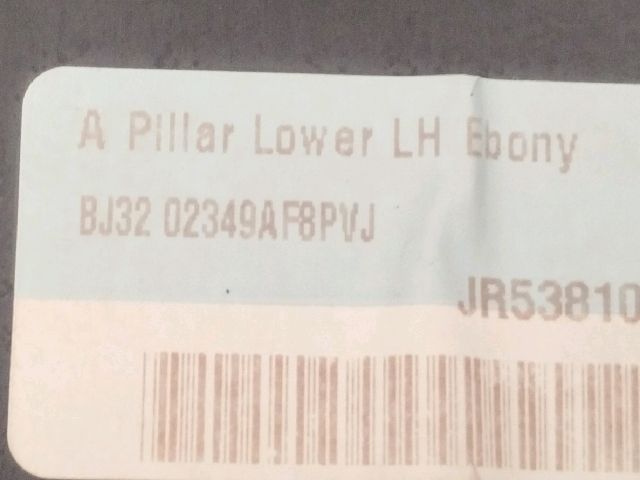 A Pillar Lower LH Ebony
BJ32 02349AF8PVJ
JR53810